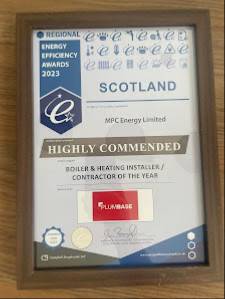 REGIONAL
ENERGY
EFFICIENCY
AWARDS
2023
SCOTLAND
MPC Energy Limited
HIGHLY COMMENDED
BOILER & HEATING INSTALLER /
CONTRACTOR OF THE YEAR
PLUMBASE